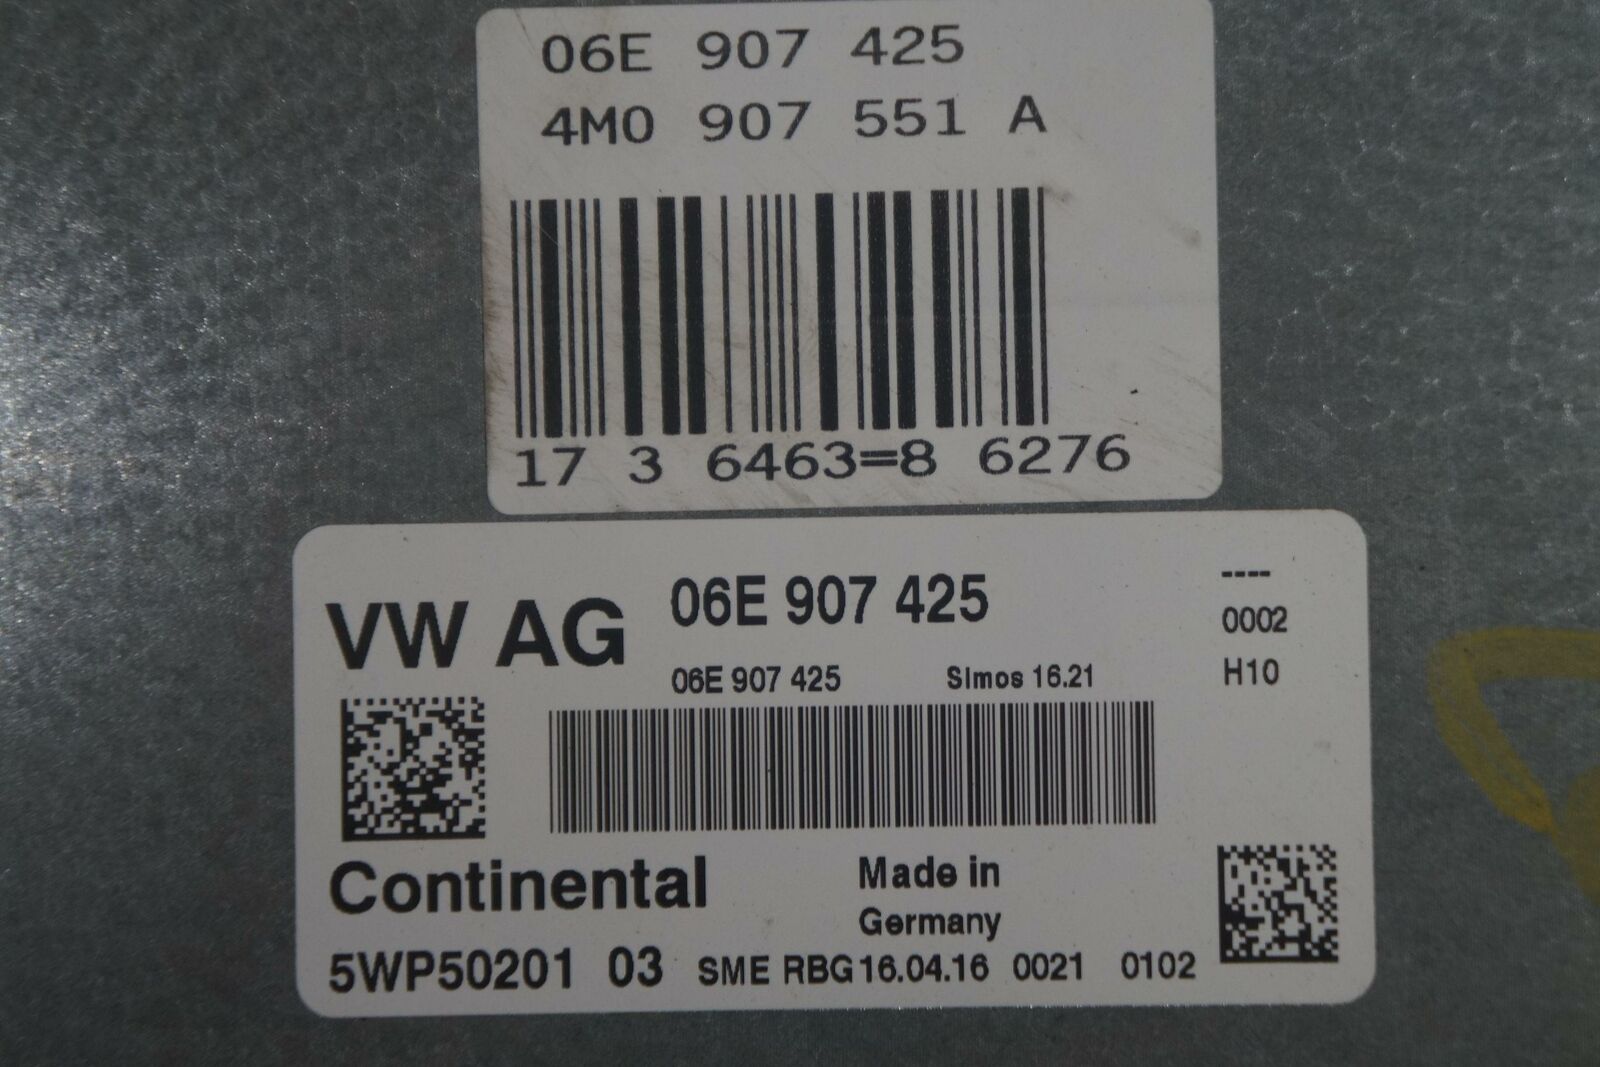 06E 907 425
4M0 907 551 A
17 3 6463=8 6276
VW AG 06E 907 425
----
0002
06E 907 425 Simos 16.21
H10
Continental
Made in
Germany
5WP50201 03 SME RBG 16.04.16 0021 0102